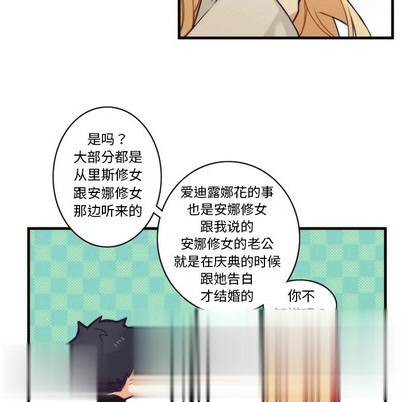 是吗？
大部分都是
从里斯修女
跟安娜修女
那边听来的
爱迪露娜花的事
也是安娜修女
跟我说的
安娜修女的老公
就是在庆典的时候
跟她告白
才结婚的
你不